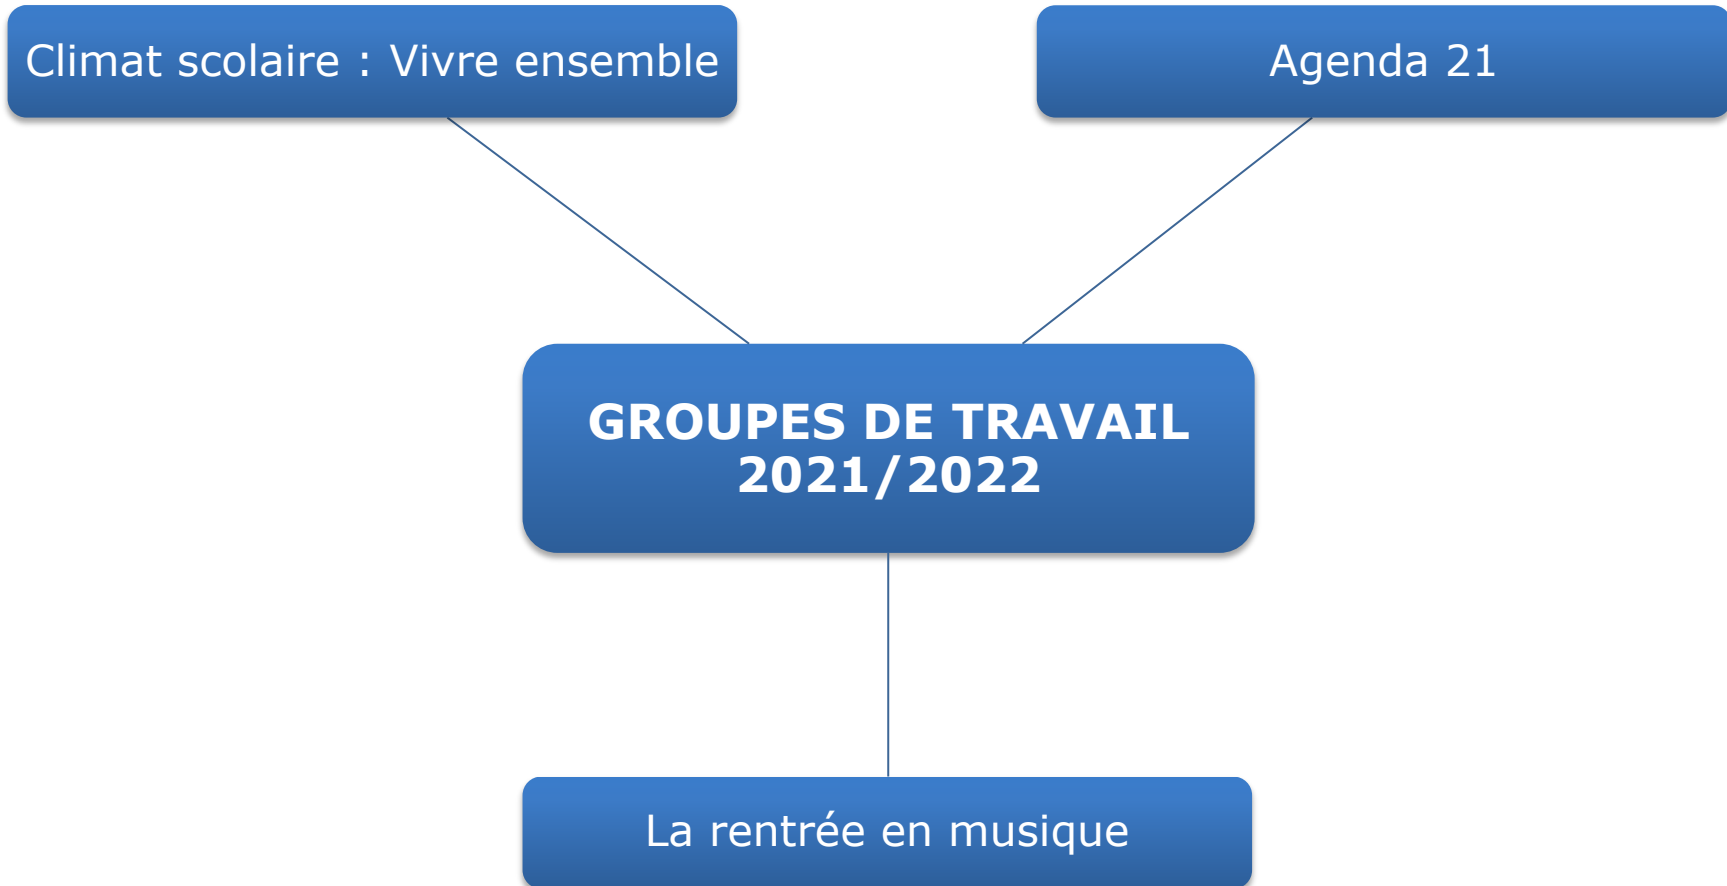 Climat scolaire : Vivre ensemble
Agenda 21
GROUPES DE TRAVAIL
2021/2022
La rentrée en musique